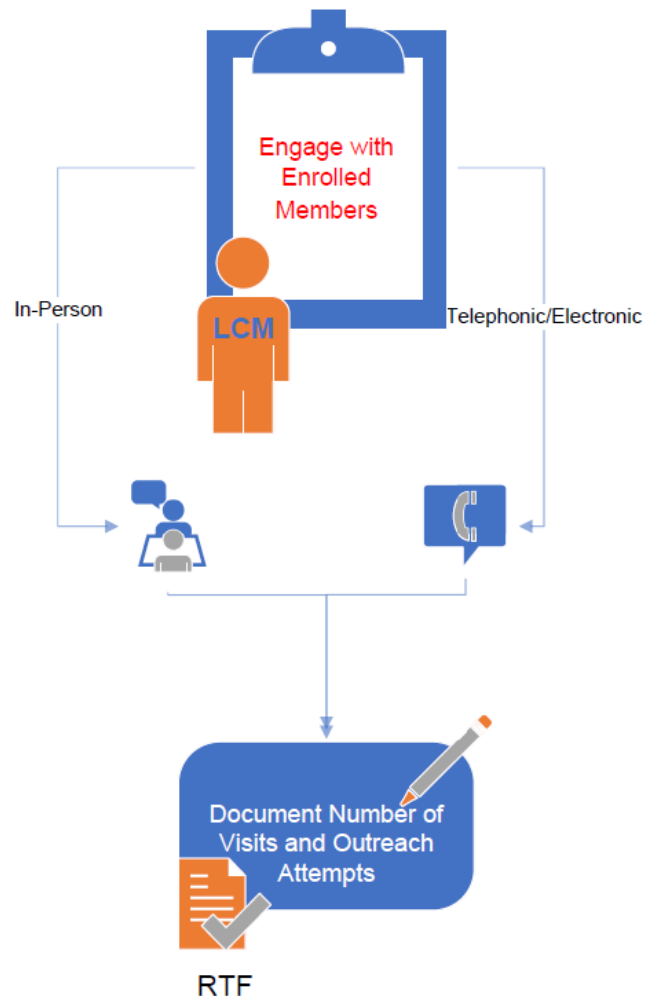 Engage with
Enrolled
Members
LCM
In-Person
Telephonic/Electronic
Document Number of
Visits and Outreach
Attempts
RTF